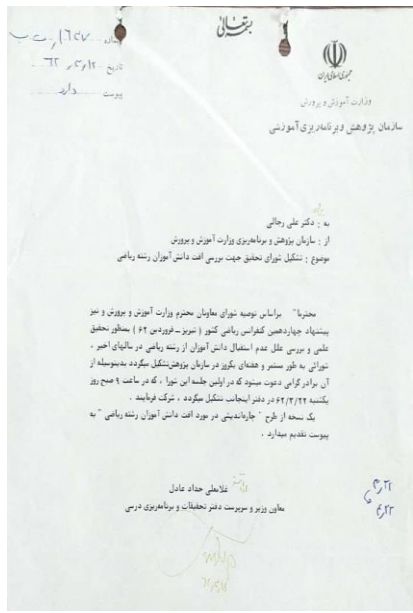 بسمه تعالی
جمهوری اسلامی ایران
وزارت آموزش و پرورش
سازمان پژوهش و برنامه‌ریزی آموزشی
شماره
تاریخ
پیوست دارد
به : دکتر علی رجالی
از : سازمان پژوهش و برنامه‌ریزی وزارت آموزش و پرورش
موضوع : تشکیل شورای تحقیق جهت بررسی افت دانش آموزان رشته ریاضی
محترما" براساس توصیه شورای معاونان محترم وزارت آموزش و پرورش و نیز
پیشنهاد چهاردهمین کنفرانس ریاضی کشور ( تبریز ـ فروردین ۶۲ ) بمنظور تحقیق
علمی و بررسی علل عدم استقبال دانش آموزان از رشته ریاضی در سالهای اخیر ،
شورائی به طور مستمر و هفته‌ای یکروز در سازمان پژوهش تشکیل میگردد بدینوسیله از
آن برادر گرامی دعوت میشود که در اولین جلسه این شورا ، که در ساعت ۹ صبح روز
یکشنبه ۶۲/۳/۲۲ در دفتر اینجانب تشکیل میگردد ، شرکت فرمایند .
یک نسخه از طرح " چاره‌اندیشی در مورد افت دانش آموزان رشته ریاضی " به
پیوست تقدیم میدارد .
غلامعلی حداد عادل
معاون وزیر و سرپرست دفتر تحقیقات و برنامه‌ریزی درسی